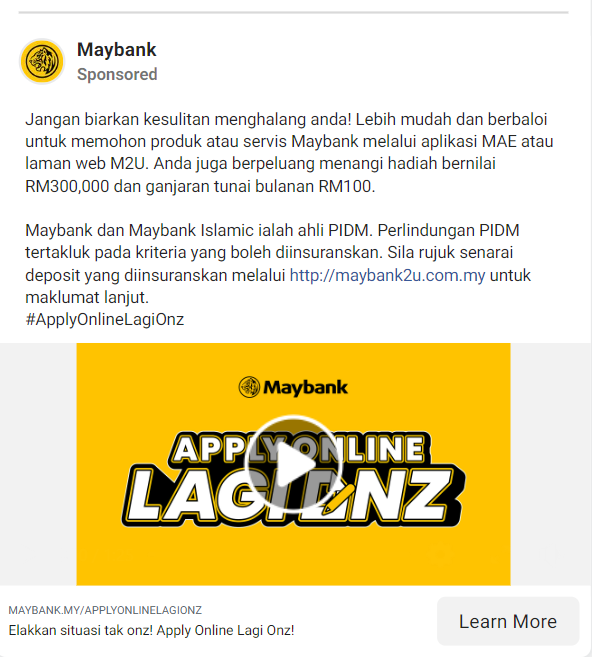 Maybank
Sponsored
Jangan biarkan kesulitan menghalang anda! Lebih mudah dan berbaloi
untuk memohon produk atau servis Maybank melalui aplikasi MAE atau
laman web M2U. Anda juga berpeluang menangi hadiah bernilai
RM300,000 dan ganjaran tunai bulanan RM100.
Maybank dan Maybank Islamic ialah ahli PIDM. Perlindungan PIDM
tertakluk pada kriteria yang boleh diinsuranskan. Sila rujuk senarai
deposit yang diinsuranskan melalui http://maybank2u.com.my untuk
maklumat lanjut.
#ApplyOnlineLagiOnz
Maybank
APPLY ONLINE
LAGI ONZ
MAYBANK.MY/APPLYONLINELAGIONZ
Elakkan situasi tak onz! Apply Online Lagi Onz!
Learn More